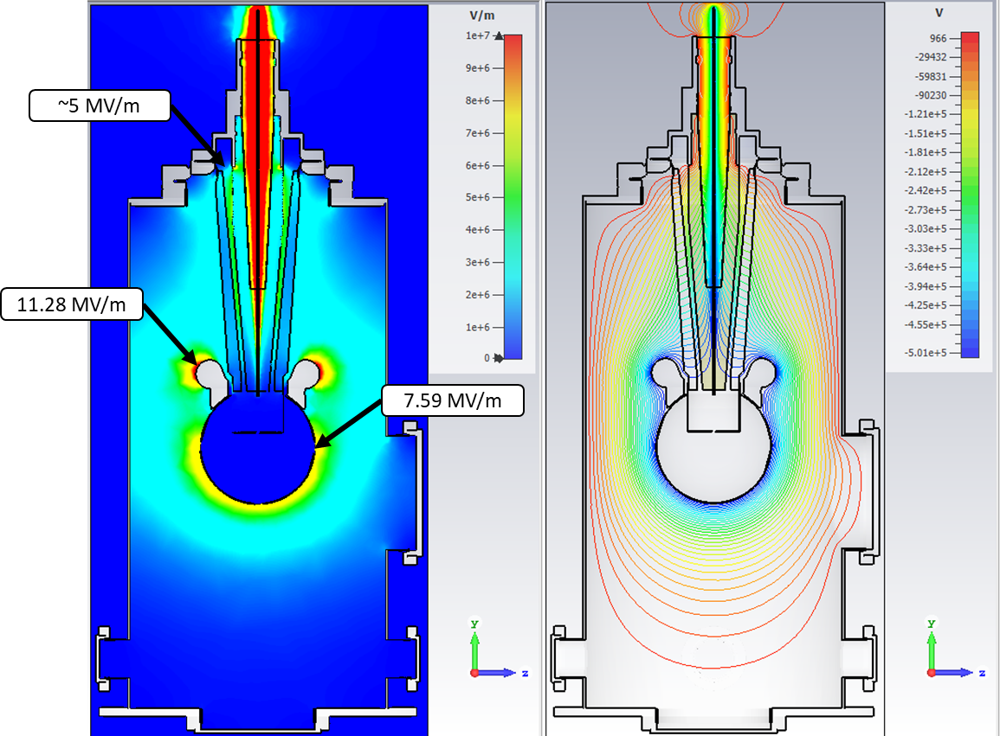 V/m
1e+7
9e+6
8e+6
7e+6
6e+6
5e+6
4e+6
3e+6
2e+6
1e+6
0
~5 MV/m
11.28 MV/m
7.59 MV/m
y
z
V
966
-29432
-59831
-90230
-1.21e+5
-1.51e+5
-1.81e+5
-2.12e+5
-2.42e+5
-2.73e+5
-3.03e+5
-3.33e+5
-3.64e+5
-3.94e+5
-4.25e+5
-4.55e+5
-5.01e+5
y
z